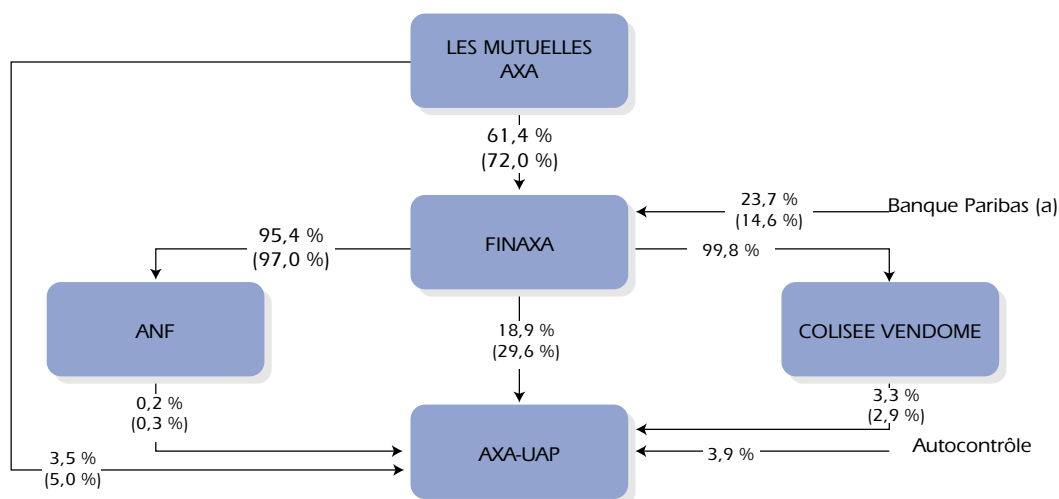 LES MUTUELLES
AXA
61,4 %
(72,0 %)
23,7 %
(14,6 %)
Banque Paribas (a)
95,4 %
(97,0 %)
FINAXA
99,8 %
ANF
18,9 %
(29,6 %)
COLISEE VENDOME
0,2 %
(0,3 %)
3,3 %
(2,9 %)
3,5 %
(5,0 %)
AXA-UAP
3,9 %
Autocontrôle